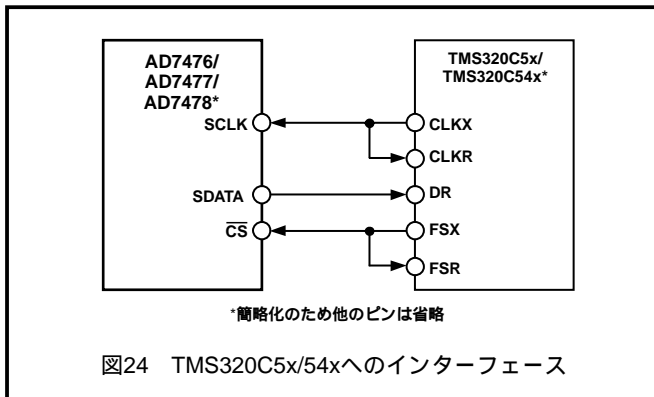 AD7476/
AD7477/
AD7478*
TMS320C5x/
TMS320C54x*
SCLK
CLKX
CLKR
SDATA
DR
CS
FSX
FSR
*簡略化のため他のピンは省略
図24 TMS320C5x/54xへのインターフェース